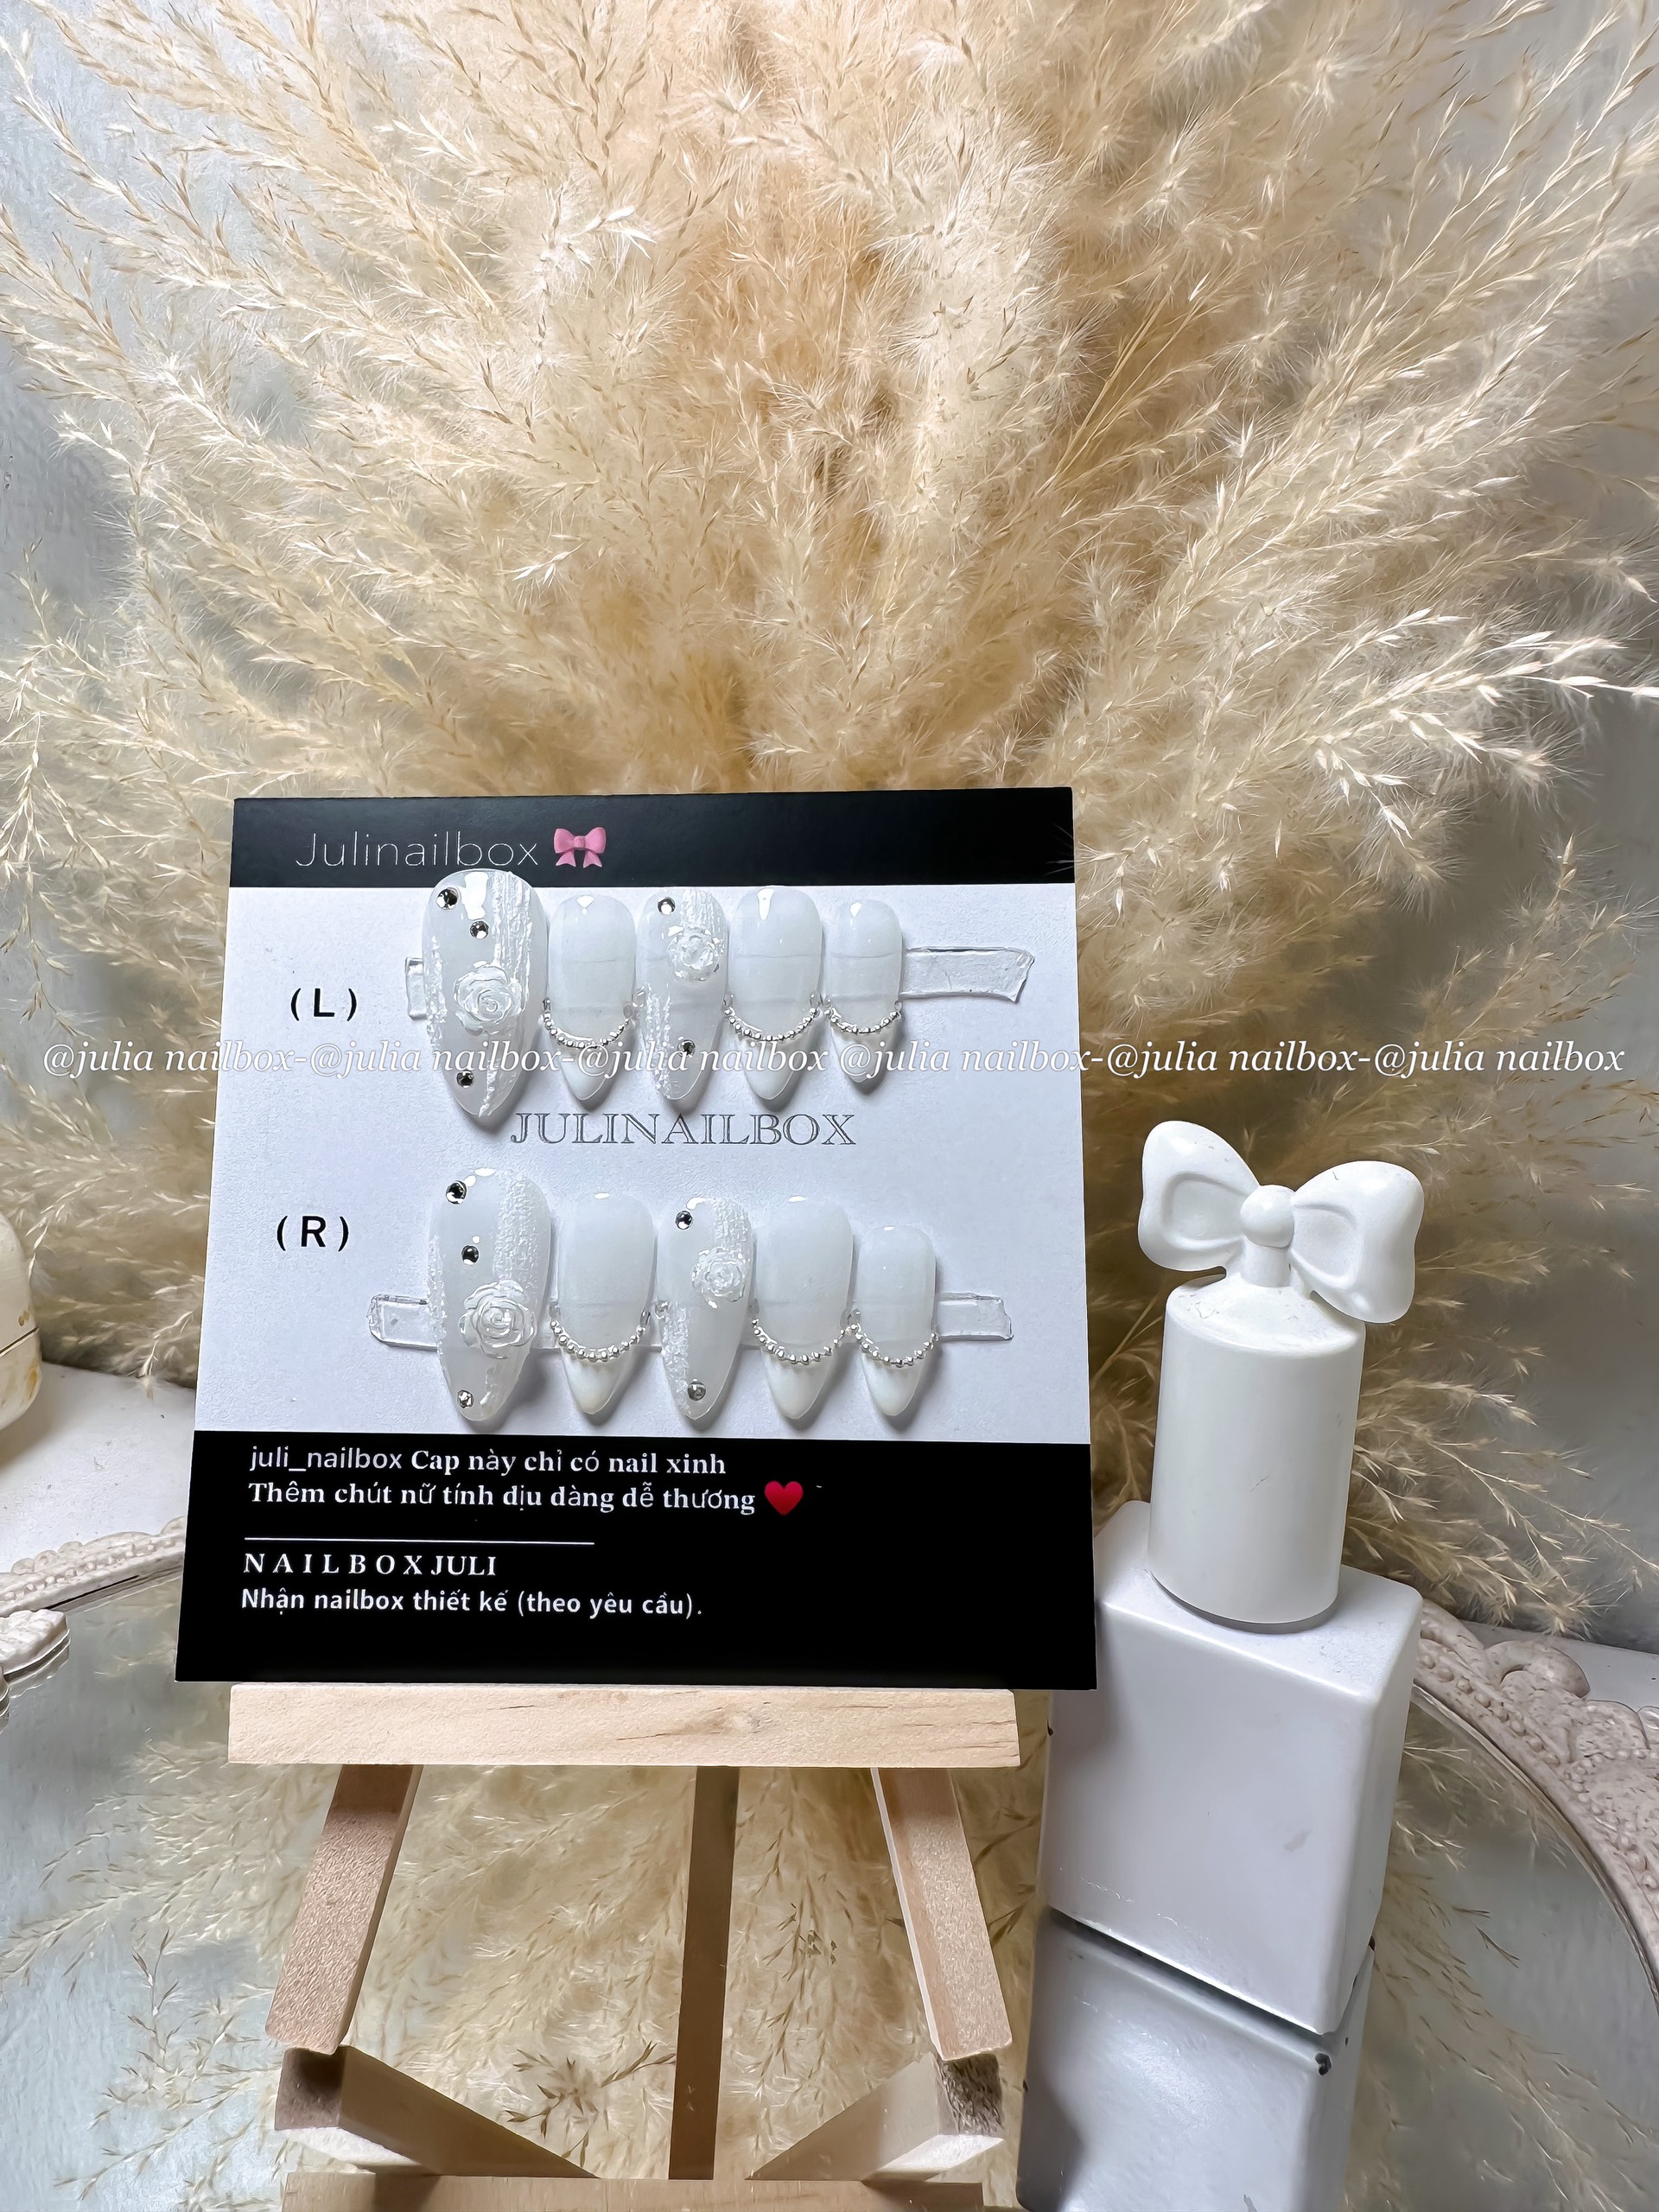 Julinailbox 🎀
(L)
@julia nailbox-@julia nailbox-@julia nailbox @julia nailbox-@julia nailbox-@julia nailbox
JULINAILBOX
(R)
juli_nailbox Cap này chỉ có nail xinh
Thêm chút nữ tính dịu dàng dễ thương ❤️ ~
N A I L B O X JULI
Nhận nailbox thiết kế (theo yêu cầu).